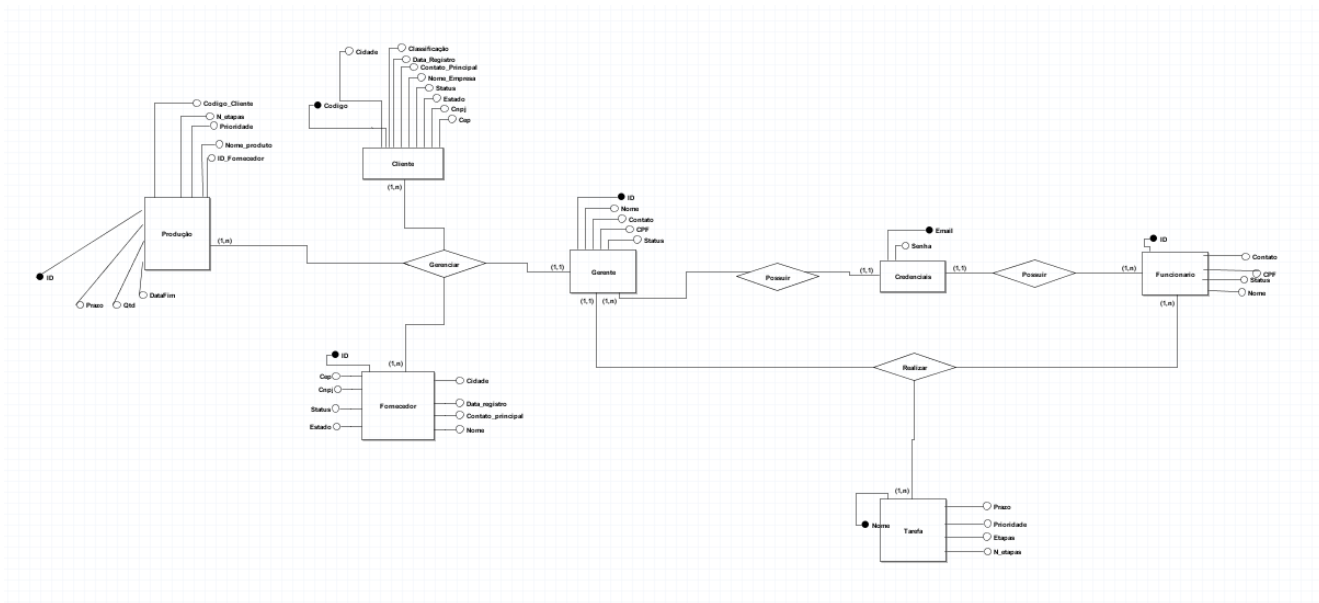 Cidade
Classificação
Data_Registro
Contato_Principal
Nome_Empresa
Status
Estado
Cnpj
Cep
Codigo
Cliente
(1,n)
Codigo_Cliente
N_etapas
Prioridade
Nome_produto
ID_Fornecedor
Produção
(1,n)
ID
Prazo
Qtd
DataFim
Gerenciar
(1,1)
ID
Nome
Contato
CPF
Status
Gerente
(1,1)
(1,n)
Possuir
(1,1)
Email
Senha
Credenciais
(1,1)
Possuir
(1,n)
ID
Funcionario
Contato
CPF
Status
Nome
(1,n)
Realizar
ID
(1,n)
Cep
Cnpj
Status
Estado
Fornecedor
Cidade
Data_registro
Contato_principal
Nome
(1,n)
Nome
Tarefa
Prazo
Prioridade
Etapas
N_etapas